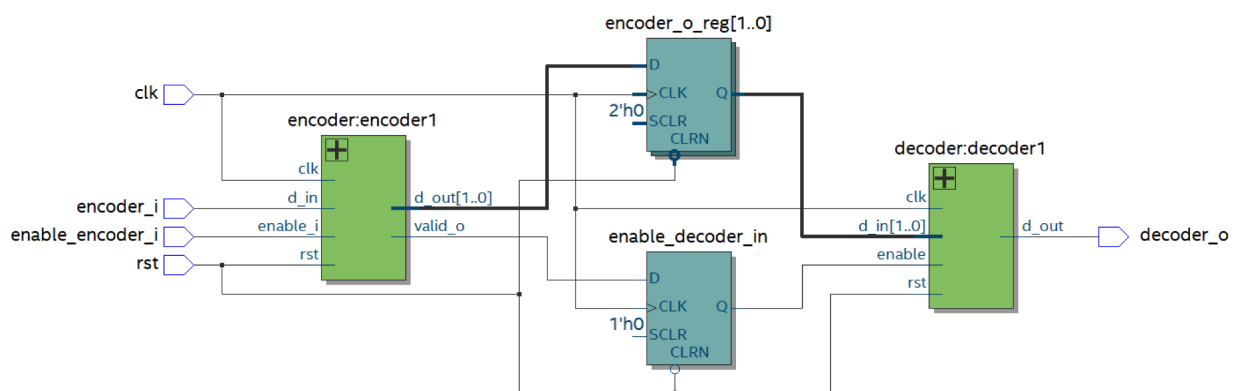 encoder_o_reg[1..0]
D
clk
CLK
Q
2'h0
SCLR
encoder:encoder1
CLRN
decoder:decoder1
clk
clk
encoder_i
d_in
d_out[1..0]
enable_encoder_i
enable_i
valid_o
enable_decoder_in
d_in[1..0]
d_out
decoder_o
rst
rst
D
enable
rst
CLK
Q
1'h0
SCLR
CLRN